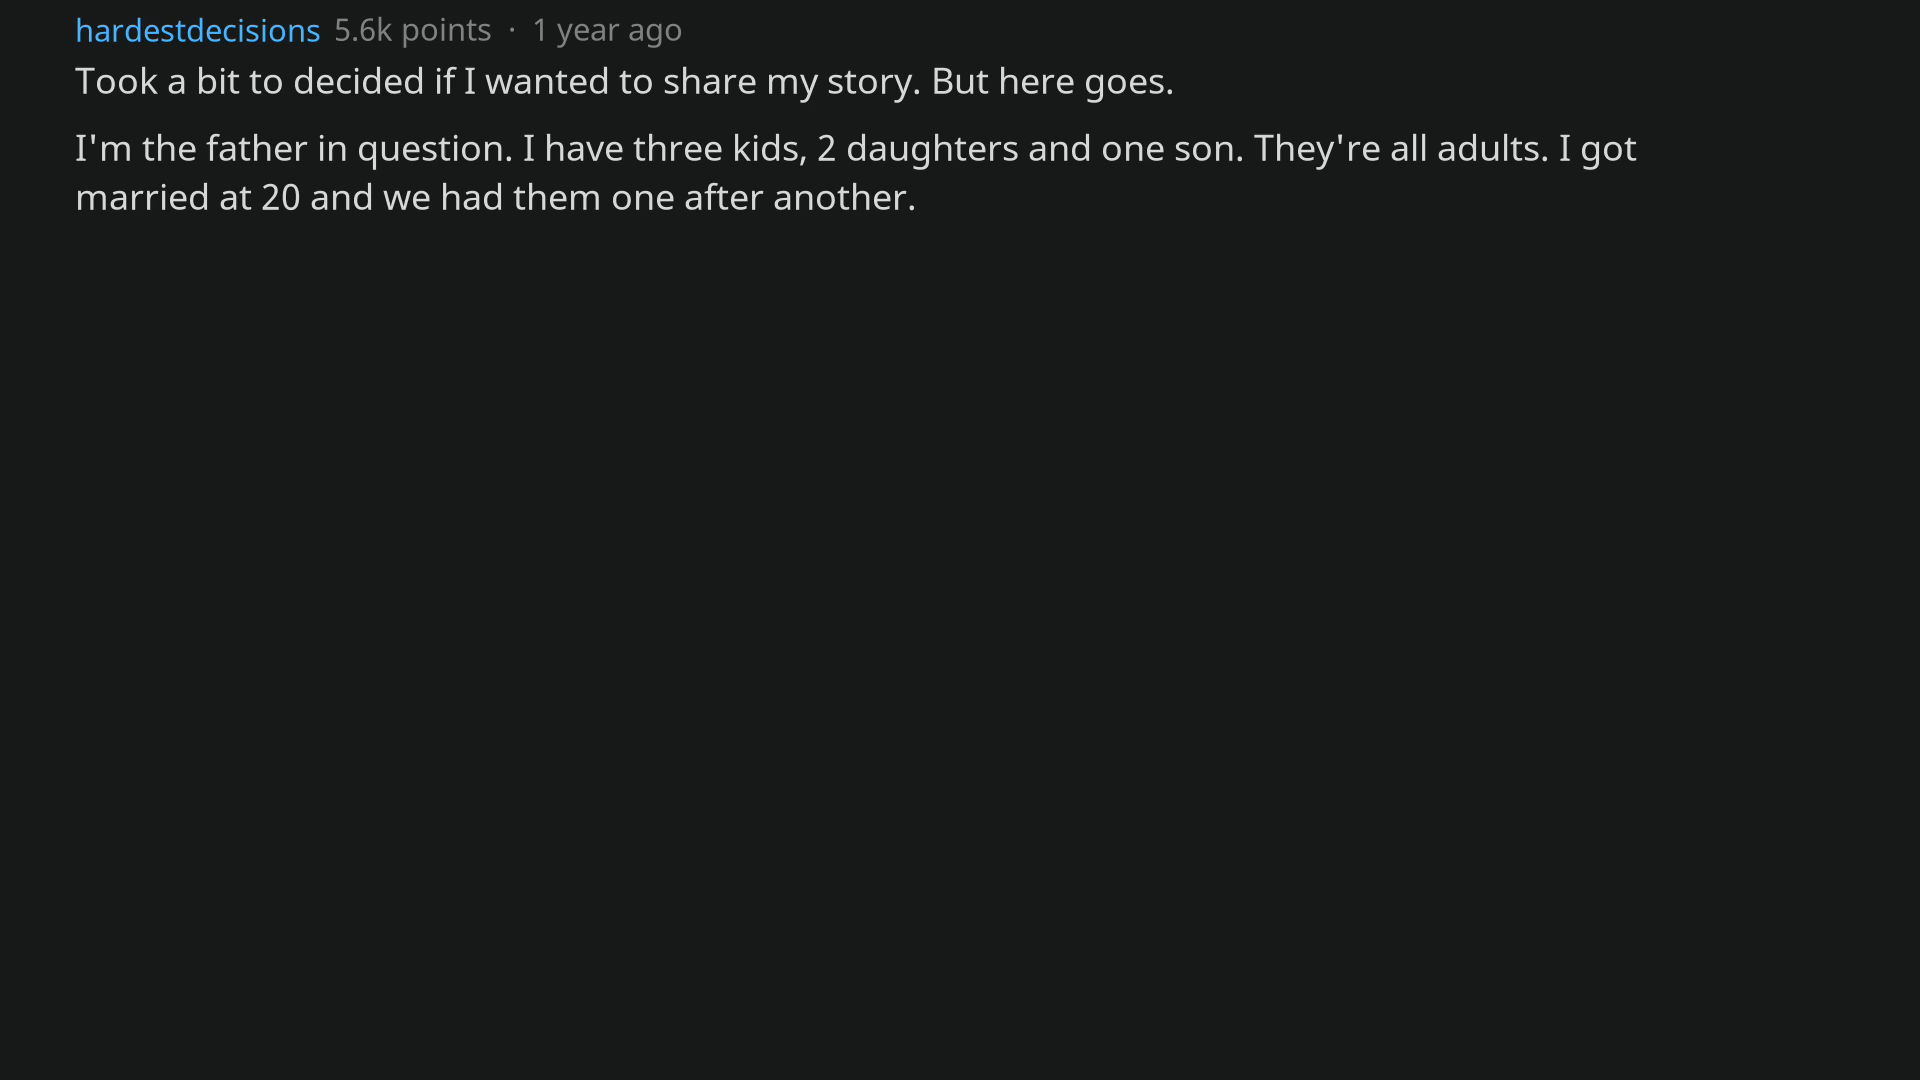 hardestdecisions 5.6k points · 1 year ago
Took a bit to decided if I wanted to share my story. But here goes.
I'm the father in question. I have three kids, 2 daughters and one son. They're all adults. I got
married at 20 and we had them one after another.